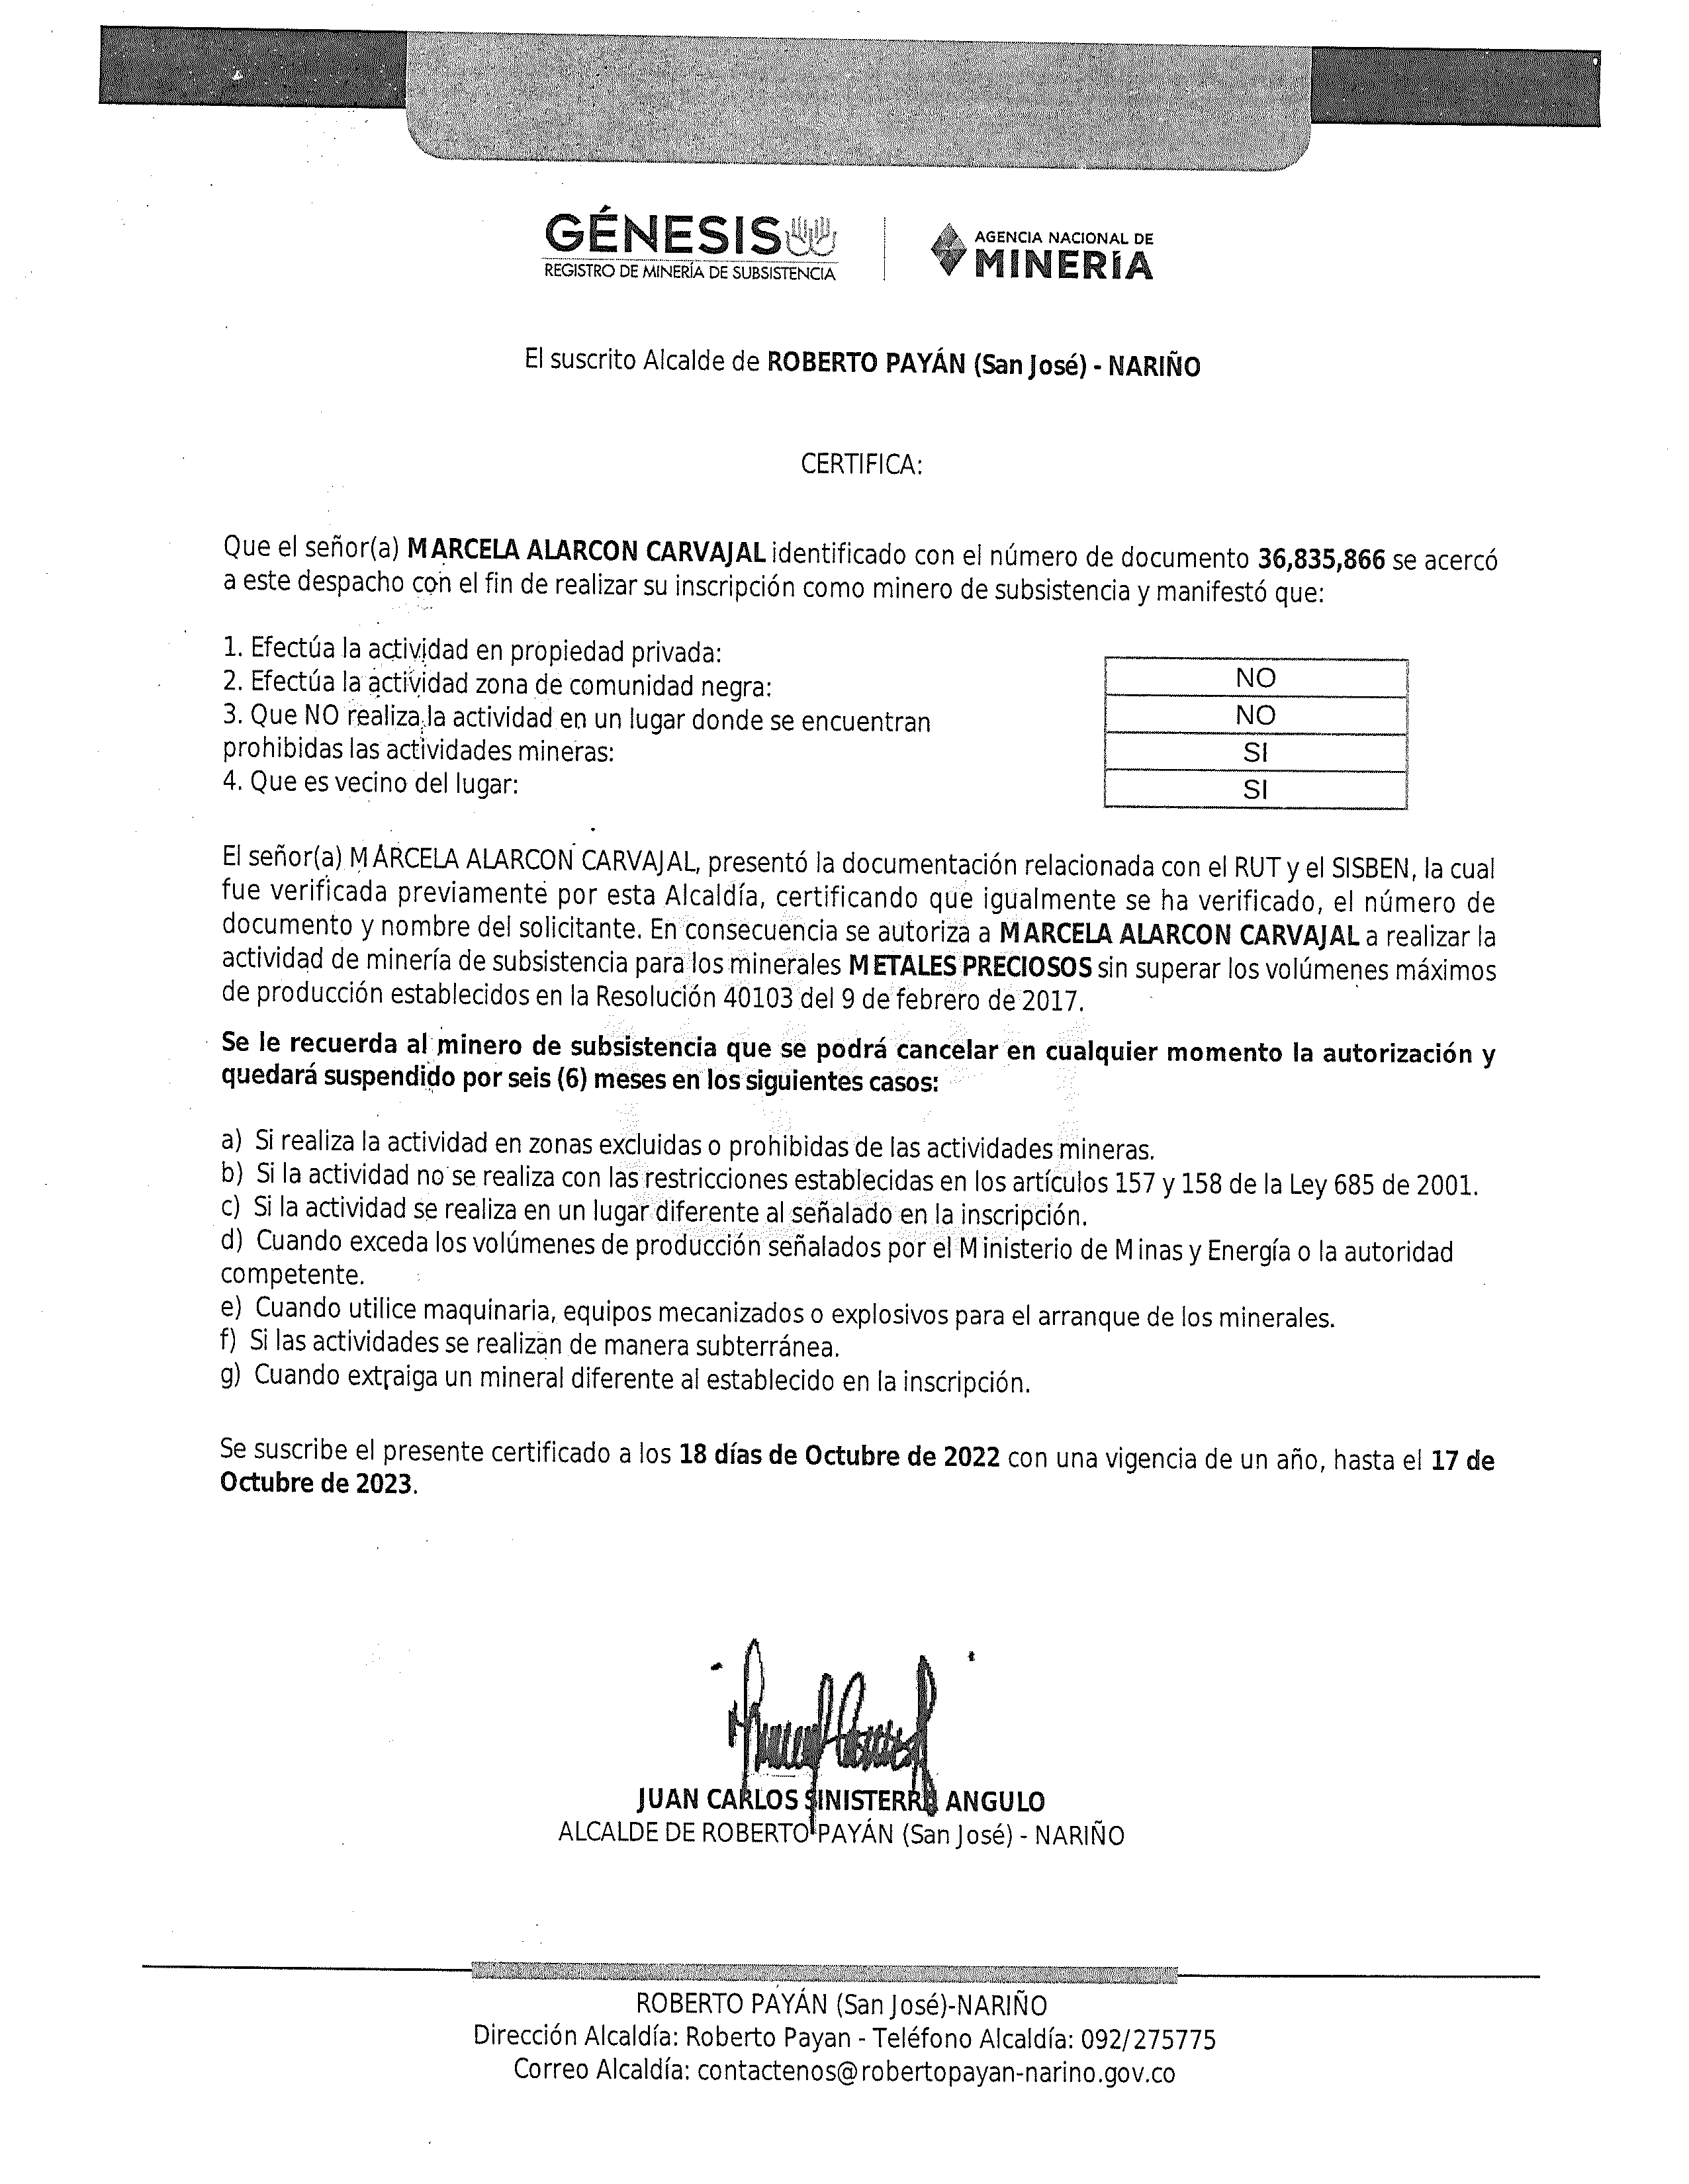 GÉNESIS
REGISTRO DE MINERÍA DE SUBSISTENCIA
AGENCIA NACIONAL DE
MINERÍA
El suscrito Alcalde de ROBERTO PAYÁN (San José) - NARIÑO
CERTIFICA:
Que el señor(a) MARCELA ALARCON CARVAJAL identificado con el número de documento 36,835,866 se acercó
a este despacho con el fin de realizar su inscripción como minero de subsistencia y manifestó que:
1. Efectúa la actividad en propiedad privada:
2. Efectúa la actividad zona de comunidad negra:
3. Que NO realiza la actividad en un lugar donde se encuentran
prohibidas las actividades mineras:
4. Que es vecino del lugar:
NO
NO
SI
SI
El señor(a) MARCELA ALARCON CARVAJAL, presentó la documentación relacionada con el RUT y el SISBEN, la cual
fue verificada previamente por esta Alcaldía, certificando que igualmente se ha verificado, el número de
documento y nombre del solicitante. En consecuencia se autoriza a MARCELA ALARCON CARVAJAL a realizar la
actividad de minería de subsistencia para los minerales METALES PRECIOSOS sin superar los volúmenes máximos
de producción establecidos en la Resolución 40103 del 9 de febrero de 2017.
Se le recuerda al minero de subsistencia que se podrá cancelar en cualquier momento la autorización y
quedará suspendido por seis (6) meses en los siguientes casos:
a) Si realiza la actividad en zonas excluidas o prohibidas de las actividades mineras.
b) Si la actividad no se realiza con las restricciones establecidas en los artículos 157 y 158 de la Ley 685 de 2001.
c) Si la actividad se realiza en un lugar diferente al señalado en la inscripción.
d) Cuando exceda los volúmenes de producción señalados por el Ministerio de Minas y Energía o la autoridad
competente.
e) Cuando utilice maquinaria, equipos mecanizados o explosivos para el arranque de los minerales.
f) Si las actividades se realizan de manera subterránea.
g) Cuando extraiga un mineral diferente al establecido en la inscripción.
Se suscribe el presente certificado a los 18 días de Octubre de 2022 con una vigencia de un año, hasta el 17 de
Octubre de 2023.
JUAN CARLOS SINISTERRA ANGULO
ALCALDE DE ROBERTO PAYÁN (San José) - NARIÑO
ROBERTO PAYÁN (San José)-NARIÑO
Dirección Alcaldía: Roberto Payan - Teléfono Alcaldía: 092/275775
Correo Alcaldía: contactenos@robertopayan-narino.gov.co